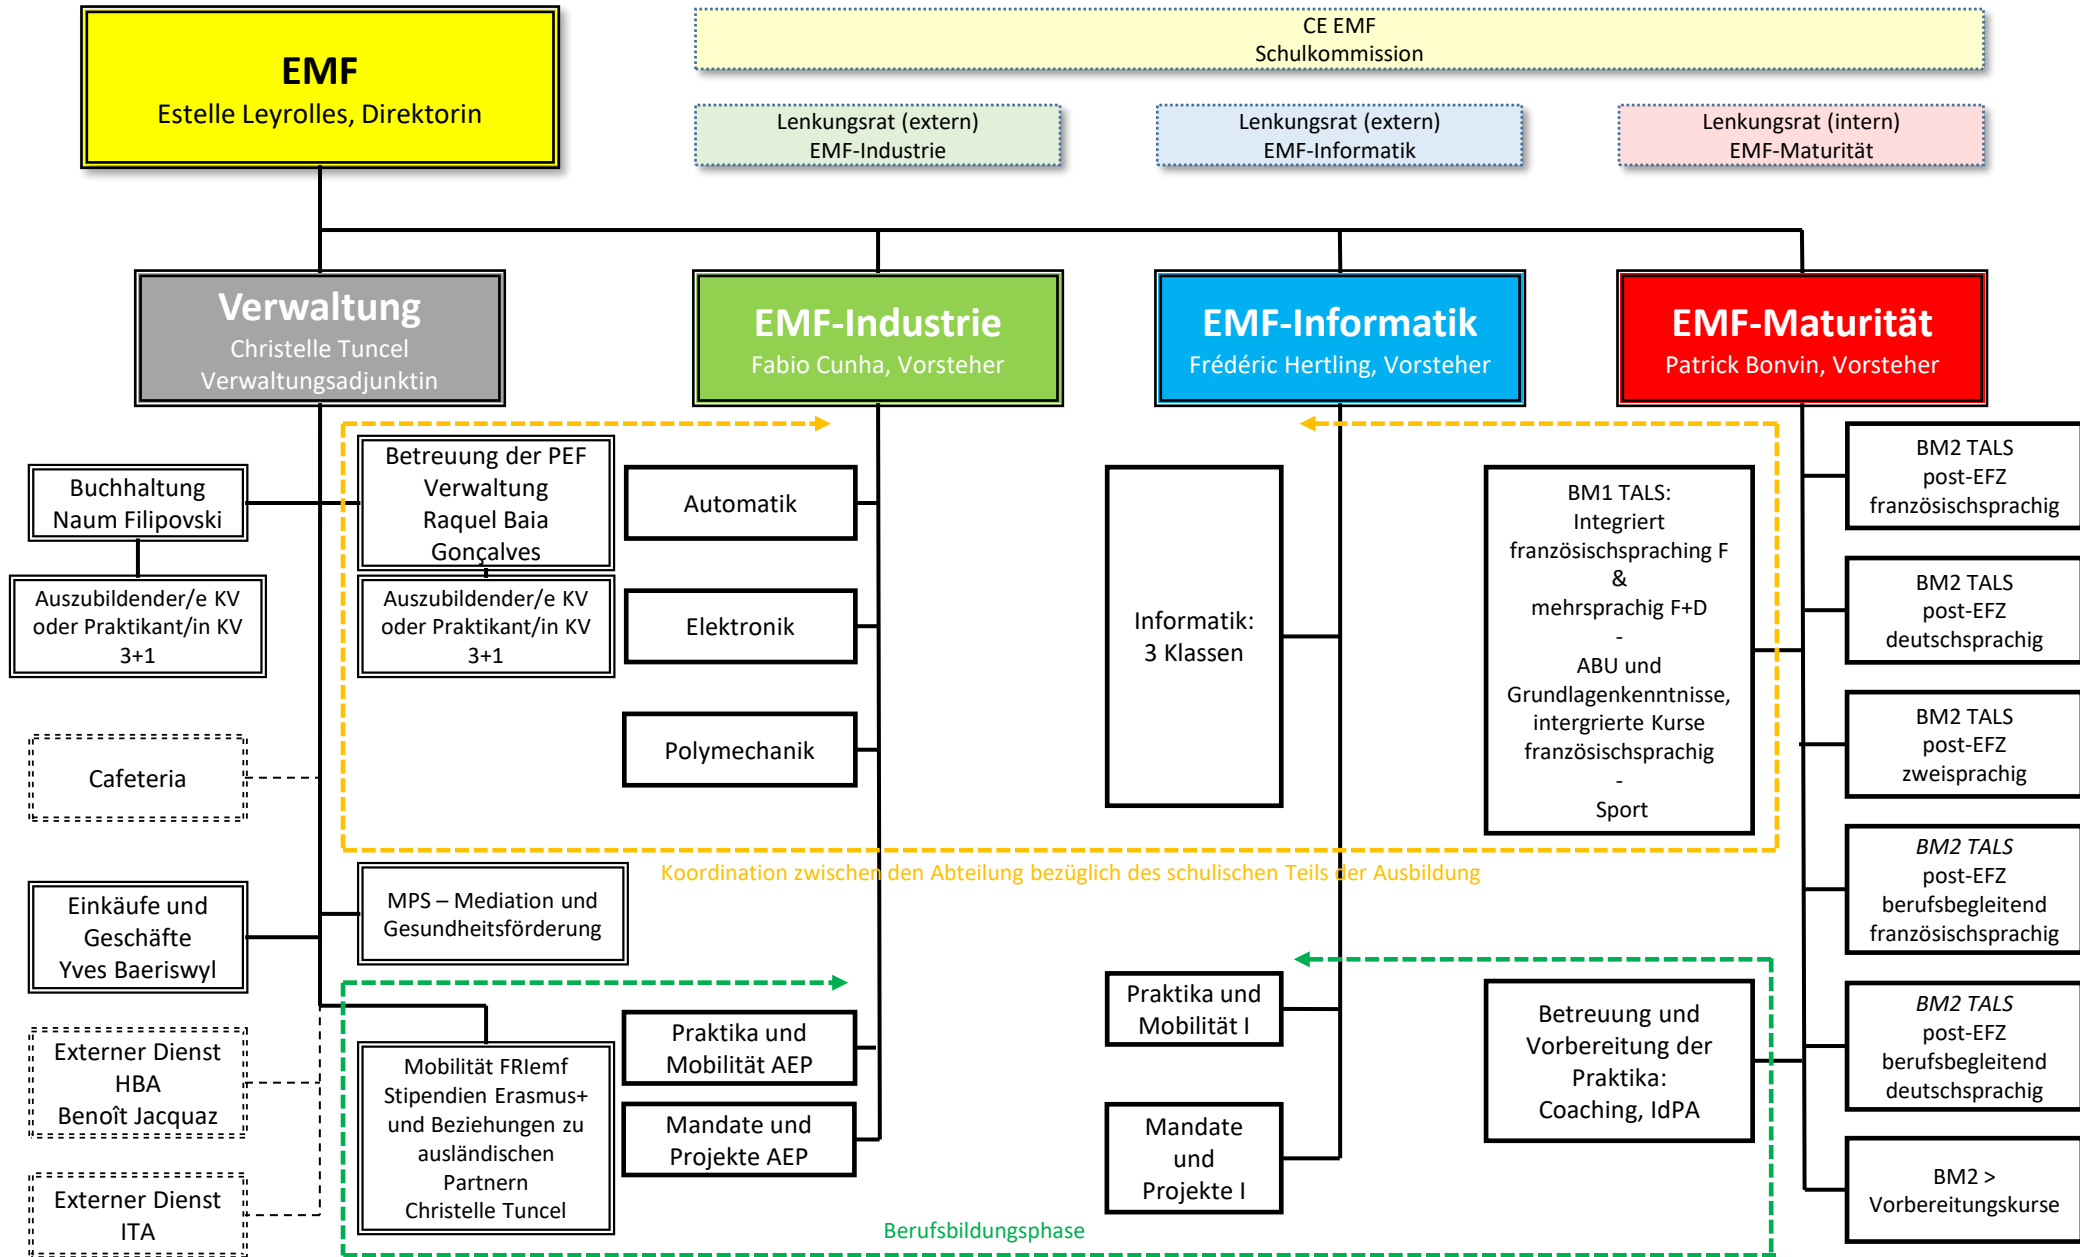 EMF
Estelle Leyrolles, Direktorin
CE EMF
Schulkommission
Lenkungsrat (extern)
EMF-Industrie
Lenkungsrat (extern)
EMF-Informatik
Lenkungsrat (intern)
EMF-Maturität
Verwaltung
Christelle Tuncel
Verwaltungsadjunktin
EMF-Industrie
Fabio Cunha, Vorsteher
EMF-Informatik
Frédéric Hertling, Vorsteher
EMF-Maturität
Patrick Bonvin, Vorsteher
Buchhaltung
Naum Filipovski
Auszubildender/e KV
oder Praktikant/in KV
3+1
Cafeteria
Einkäufe und
Geschäfte
Yves Baeriswyl
Externer Dienst
HBA
Benoît Jacquaz
Externer Dienst
ITA
Betreuung der PEF
Verwaltung
Raquel Baia
Gonçalves
Auszubildender/e KV
oder Praktikant/in KV
3+1
MPS – Mediation und
Gesundheitsförderung
Mobilität FRIemf
Stipendien Erasmus+
und Beziehungen zu
ausländischen
Partnern
Christelle Tuncel
Automatik
Elektronik
Polymechanik
Praktika und
Mobilität AEP
Mandate und
Projekte AEP
Informatik:
3 Klassen
Praktika und
Mobilität I
Mandate
und
Projekte I
BM1 TALS:
Integriert
französischspraching F
&
mehrsprachig F+D
-
ABU und
Grundlagenkenntnisse,
intergrierte Kurse
französischsprachig
-
Sport
Betreuung und
Vorbereitung der
Praktika:
Coaching, IdPA
BM2 TALS
post-EFZ
französischsprachig
BM2 TALS
post-EFZ
deutschsprachig
BM2 TALS
post-EFZ
zweisprachig
BM2 TALS
post-EFZ
berufsbegleitend
französischsprachig
BM2 TALS
post-EFZ
berufsbegleitend
deutschsprachig
BM2 >
Vorbereitungskurse
Koordination zwischen den Abteilung bezüglich des schulischen Teils der Ausbildung
Berufsbildungsphase